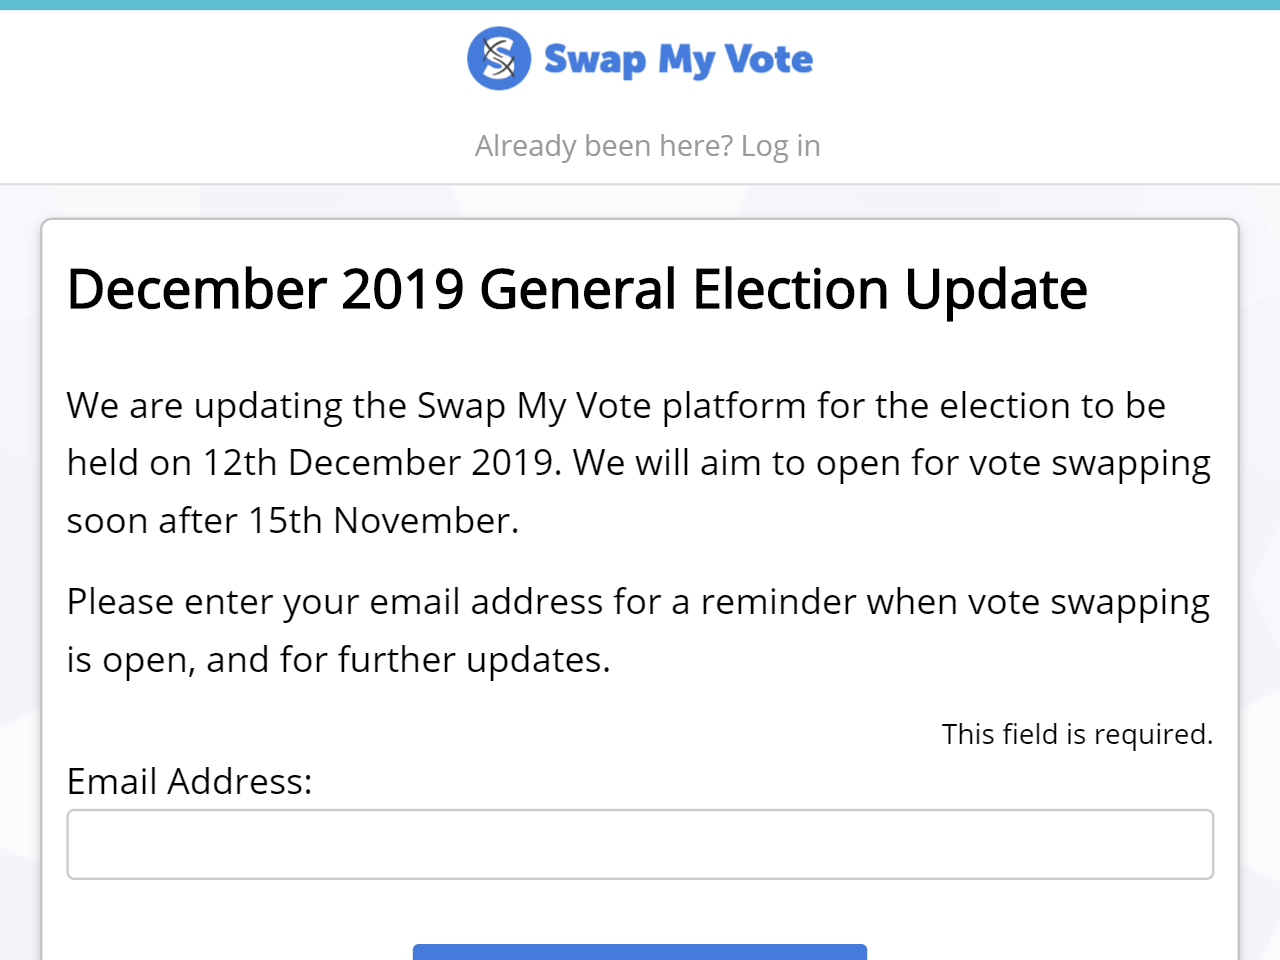 Swap My Vote
Already been here? Log in
December 2019 General Election Update
We are updating the Swap My Vote platform for the election to be
held on 12th December 2019. We will aim to open for vote swapping
soon after 15th November.
Please enter your email address for a reminder when vote swapping
is open, and for further updates.
This field is required.
Email Address: